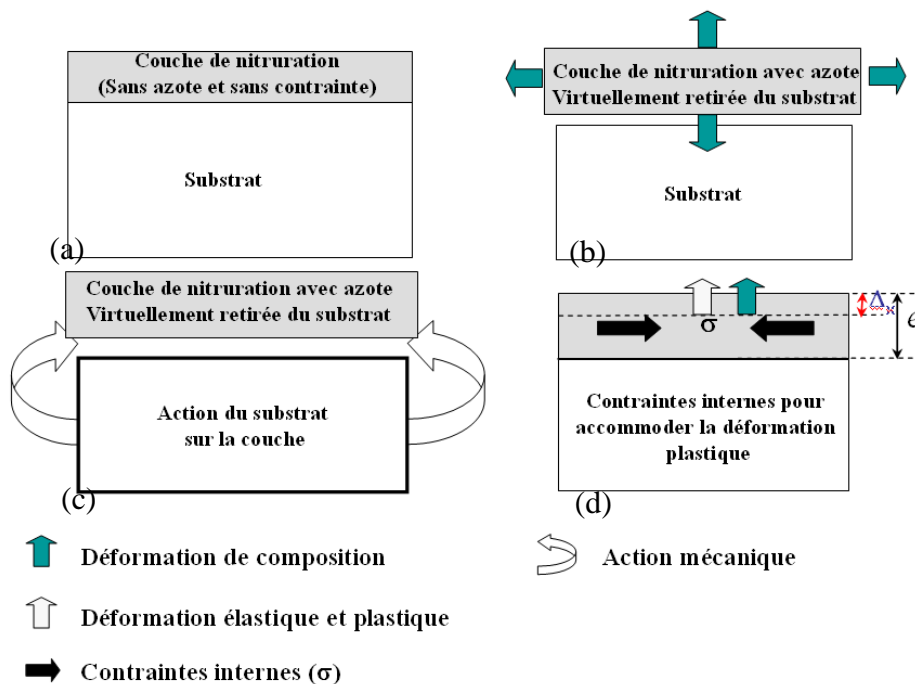 Couche de nitruration
(Sans azote et sans contrainte)
Substrat
(a)
Couche de nitruration avec azote
Virtuellement retirée du substrat
Substrat
(b)
Couche de nitruration avec azote
Virtuellement retirée du substrat
Action du substrat
sur la couche
(c)
Δx
e
σ
Contraintes internes pour
accommoder la déformation
plastique
(d)
Déformation de composition
Action mécanique
Déformation élastique et plastique
Contraintes internes (σ)